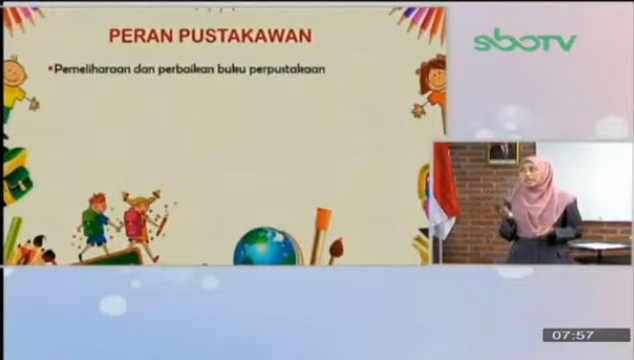 PERAN PUSTAKAWAN
•Pemeliharaan dan perbaikan buku perpustakaan
sboTV
07:57